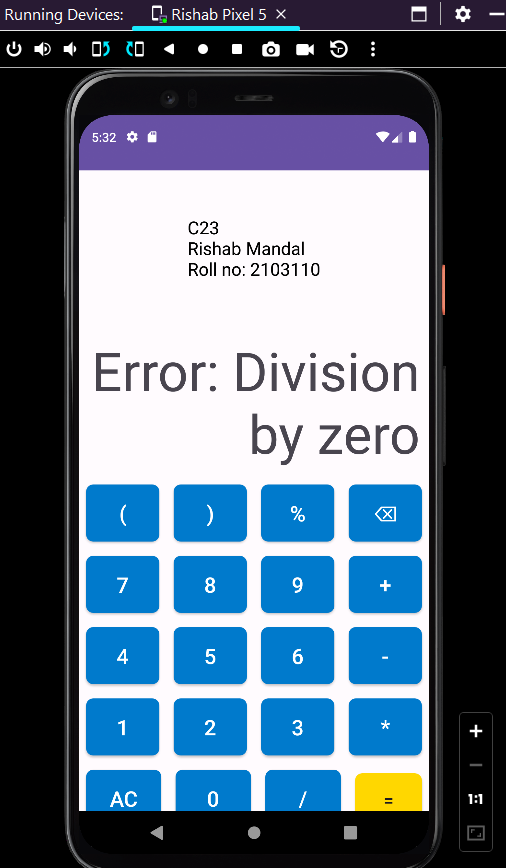 Running Devices: Rishab Pixel 5
5:32
C23
Rishab Mandal
Roll no: 2103110
Error: Division
by zero
( ) %
7 8 9 +
4 5 6 -
1 2 3 *
AC 0 / =
1:1